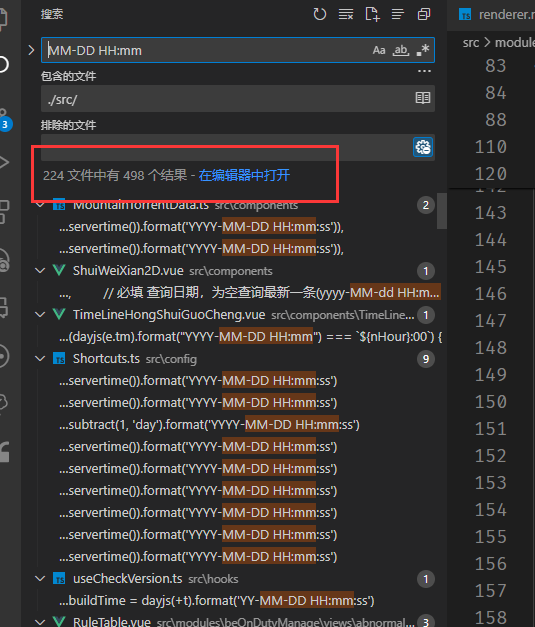 搜索
MM-DD HH:mm
Aa ab
包含的文件
./src/
排除的文件
224 文件中有 498 个结果 - 在编辑器中打开
MountainTorrentData.ts src\components 2
...servertime()).format('YYYY-MM-DD HH:mm:ss')),
...servertime()).format('YYYY-MM-DD HH:mm:ss')),
ShuiWeiXian2D.vue src\components 1
..., // 必填 查询日期，为空查询最新一条(yyyy-MM-dd HH:m...
TimeLineHongShuiGuoCheng.vue src\components\TimeLine... 1
...(dayjs(e.tm).format("YYYY-MM-DD HH:mm") === `${nHour}:00`) {
Shortcuts.ts src\config 9
...servertime()).format('YYYY-MM-DD HH:mm:ss')
...servertime()).format('YYYY-MM-DD HH:mm:ss')
...subtract(1, 'day').format('YYYY-MM-DD HH:mm:ss')
...servertime()).format('YYYY-MM-DD HH:mm:ss')
...servertime()).format('YYYY-MM-DD HH:mm:ss')
...servertime()).format('YYYY-MM-DD HH:mm:ss')
...servertime()).format('YYYY-MM-DD HH:mm:ss')
...servertime()).format('YYYY-MM-DD HH:mm:ss')
...servertime()).format('YYYY-MM-DD HH:mm:ss')
useCheckVersion.ts src\hooks 1
...buildTime = dayjs(+t).format('YY-MM-DD HH:mm:ss')
RuleTable.vue src\modules\beOnDutyManage\views\abnormal... 3
3
TS renderer.
src > module
83
84
88
110
120
142
143
144
145
146
147
148
149
150
151
152
153
154
155
156
157
158